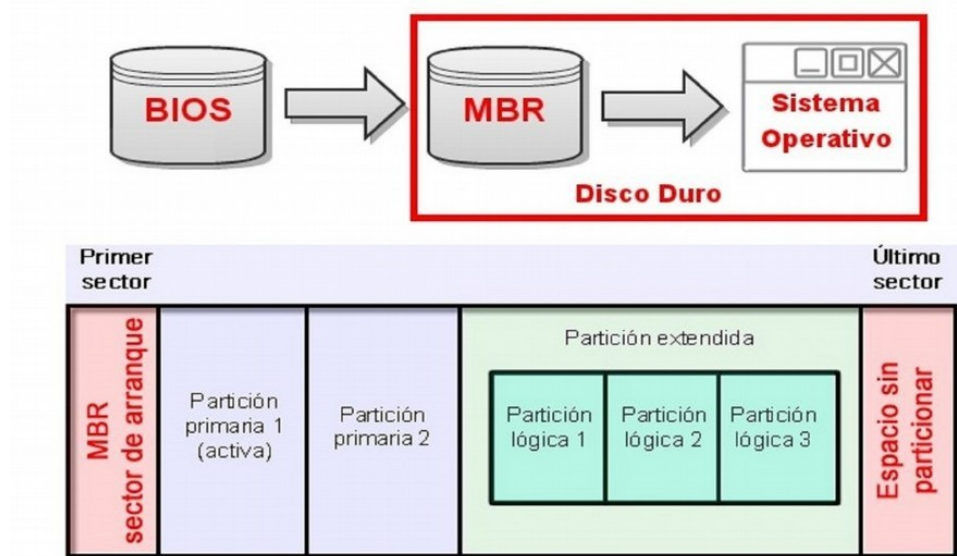 BIOS
MBR
Sistema
Operativo
Disco Duro
Primer
sector
Último
sector
MBR
sector de arranque
Partición
primaria 1
(activa)
Partición
primaria 2
Partición extendida
Partición
lógica 1
Partición
lógica 2
Partición
lógica 3
Espacio sin
particionar